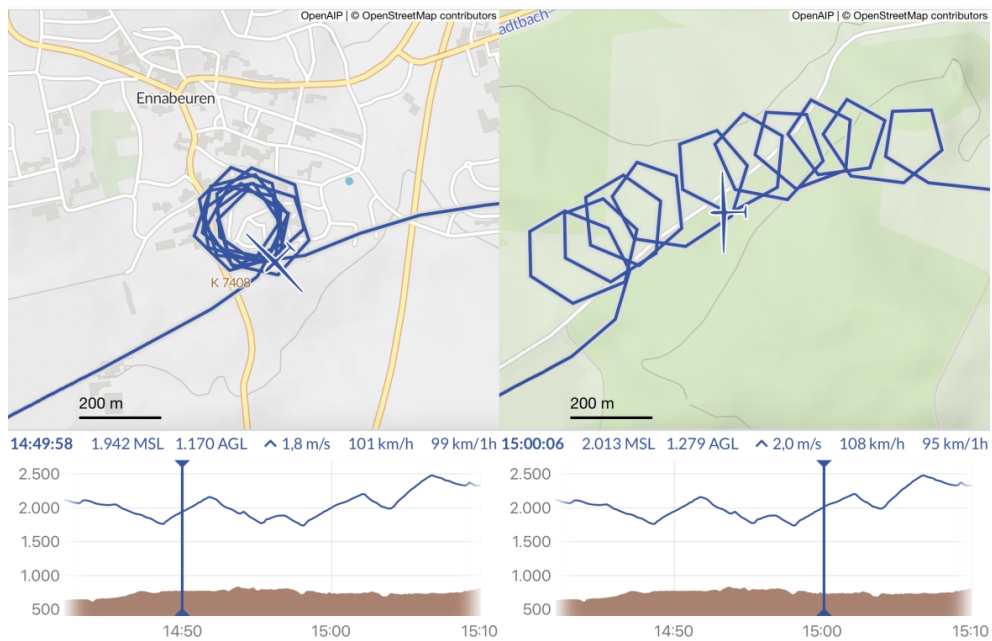 OpenAIP | © OpenStreetMap contributors
Ennabeuren
K 7408
200 m
14:49:58 1.942 MSL 1.170 AGL 1,8 m/s 101 km/h 99 km/1h
2.500
2.000
1.500
1.000
500
14:50 15:00 15:10
OpenAIP | © OpenStreetMap contributors
adtbach
200 m
15:00:06 2.013 MSL 1.279 AGL 2,0 m/s 108 km/h 95 km/1h
2.500
2.000
1.500
1.000
500
14:50 15:00 15:10